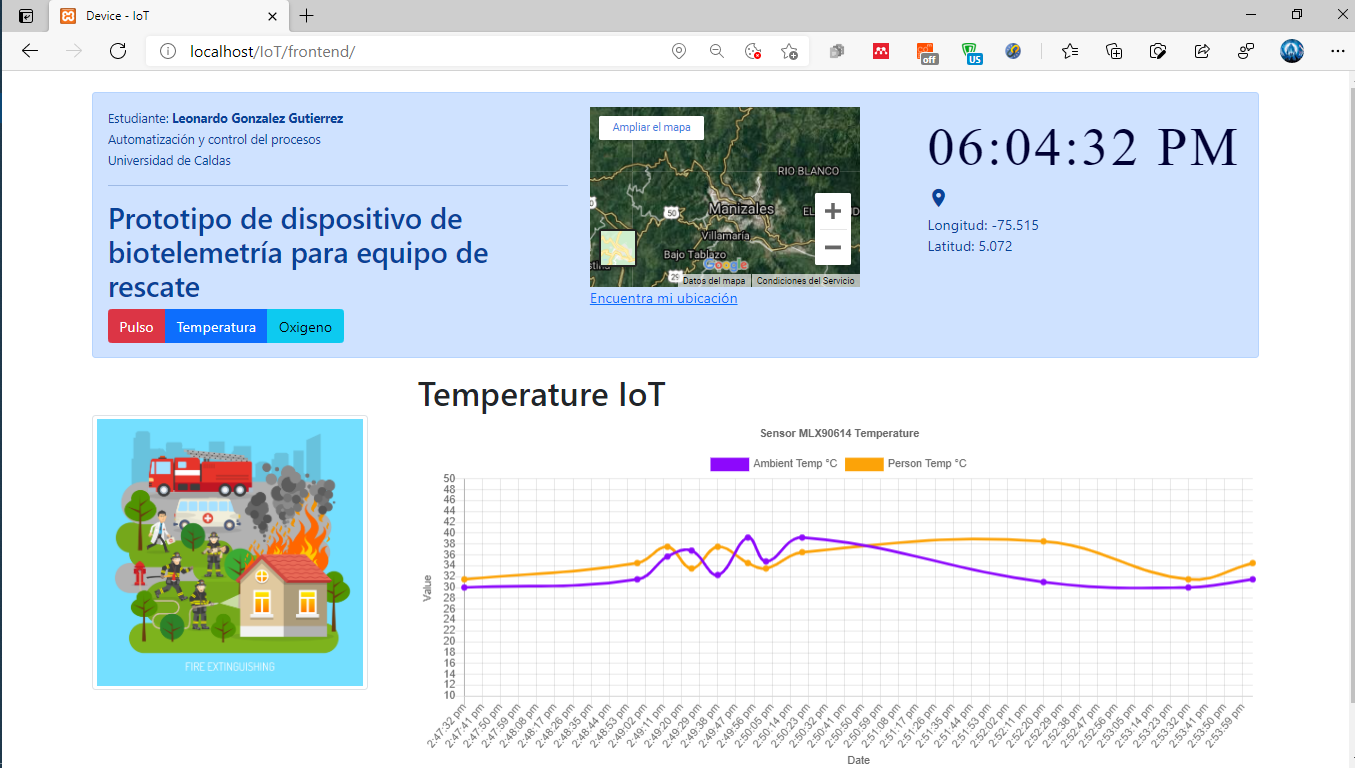 Device - IoT
localhost/IoT/frontend/
off
US
Estudiante: Leonardo Gonzalez Gutierrez
Automatización y control del procesos
Universidad de Caldas
Prototipo de dispositivo de
biotelemetría para equipo de
rescate
Pulso Temperatura Oxigeno
Ampliar el mapa
RIO BLANCO
50
Manizales
Villamaría
Bajo Tablazo
Google
29
Datos del mapa Condiciones del Servicio
Encuentra mi ubicación
06:04:32 PM
Longitud: -75.515
Latitud: 5.072
FIRE EXTINGUISHING
Temperature IoT
Sensor MLX90614 Temperature
Ambient Temp °C Person Temp °C
Value
50
48
46
44
42
40
38
36
34
32
30
28
26
24
22
20
18
16
14
12
10
2:47:32 pm
2:47:41 pm
2:47:50 pm
2:47:59 pm
2:48:08 pm
2:48:17 pm
2:48:26 pm
2:48:35 pm
2:48:44 pm
2:48:53 pm
2:49:02 pm
2:49:11 pm
2:49:20 pm
2:49:29 pm
2:49:38 pm
2:49:47 pm
2:49:56 pm
2:50:05 pm
2:50:14 pm
2:50:23 pm
2:50:32 pm
2:50:41 pm
2:50:50 pm
2:50:59 pm
2:51:08 pm
2:51:17 pm
2:51:26 pm
2:51:35 pm
2:51:44 pm
2:51:53 pm
2:52:02 pm
2:52:11 pm
2:52:20 pm
2:52:29 pm
2:52:38 pm
2:52:47 pm
2:52:56 pm
2:53:05 pm
2:53:14 pm
2:53:23 pm
2:53:32 pm
2:53:41 pm
2:53:50 pm
2:53:59 pm
Date